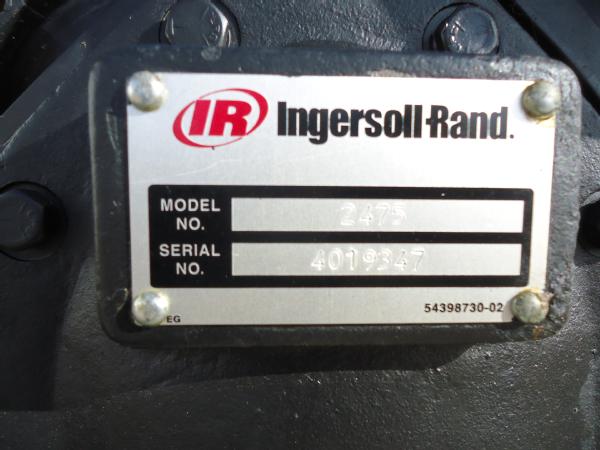 IR Ingersoll-Rand.
MODEL NO. 2475
SERIAL NO. 4019347
EG 54398730-02